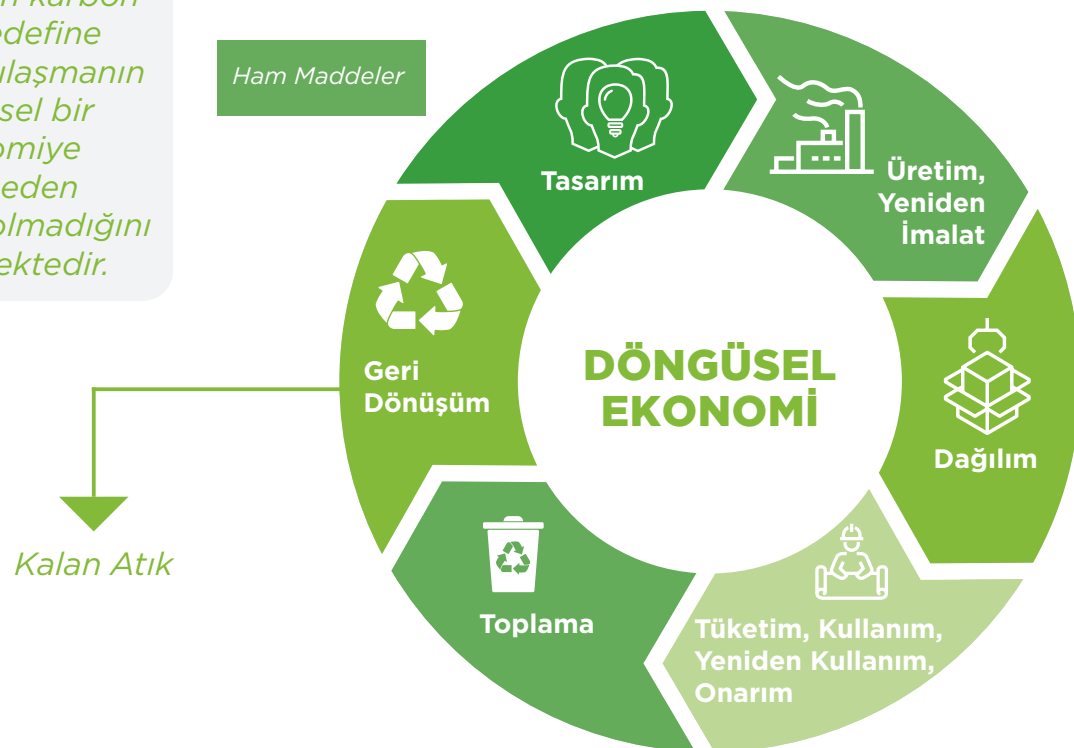 karbon
edefine
ulaşmanın
sel bir
omiye
eden
olmadığını
ektedir.
Ham Maddeler
Tasarım
Üretim,
Yeniden
İmalat
Dağılım
Tüketim, Kullanım,
Yeniden Kullanım,
Onarım
Toplama
Geri
Dönüşüm
DÖNGÜSEL
EKONOMİ
Kalan Atık